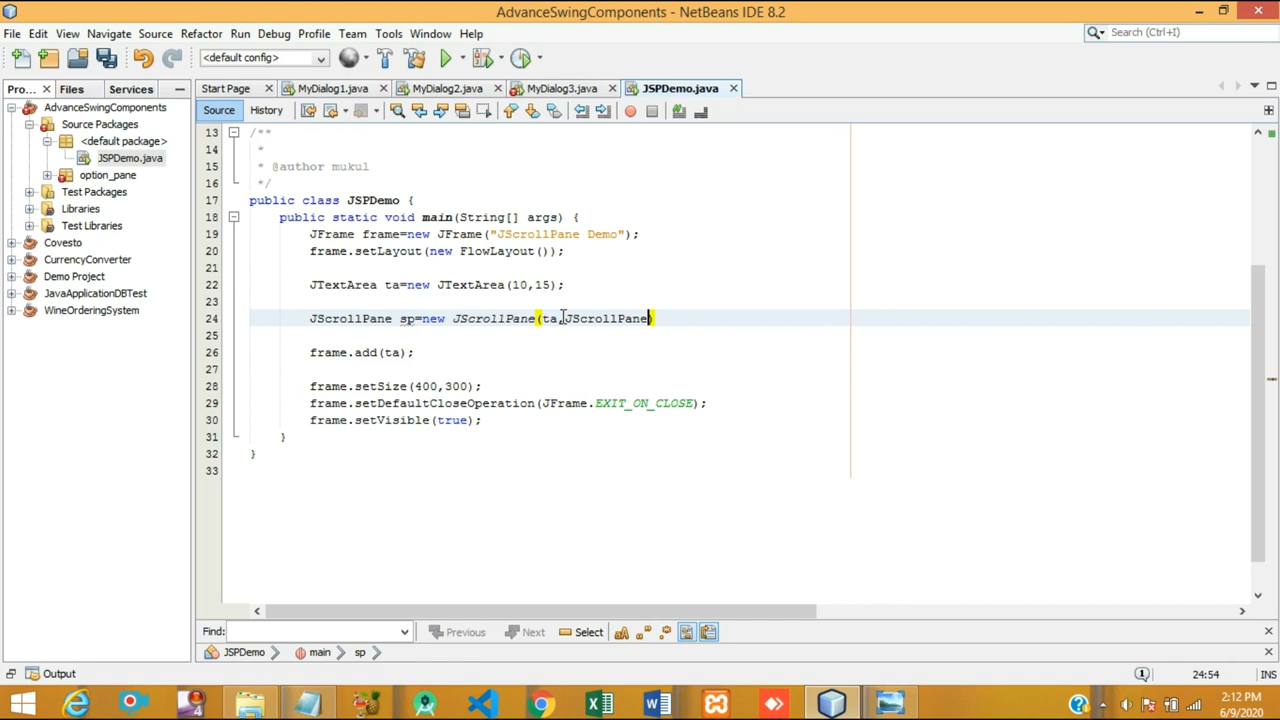 AdvanceSwingComponents - NetBeans IDE 8.2
File Edit View Navigate Source Refactor Run Debug Profile Team Tools Window Help
Search (Ctrl+I)
<default config>
Pro... Files Services
Start Page MyDialog1.java MyDialog2.java MyDialog3.java JSPDemo.java
Source History
AdvanceSwingComponents
Source Packages
<default package>
JSPDemo.java
option_pane
Test Packages
Libraries
Test Libraries
Covesto
CurrencyConverter
Demo Project
JavaApplicationDBTest
WineOrderingSystem
13 /**
14 *
15 * @author mukul
16 */
17 public class JSPDemo {
18 public static void main(String[] args) {
19 JFrame frame=new JFrame("JScrollPane Demo");
20 frame.setLayout(new FlowLayout());
21
22 JTextArea ta=new JTextArea(10,15);
23
24 JScrollPane sp=new JScrollPane(ta,JScrollPane)
25
26 frame.add(ta);
27
28 frame.setSize(400,300);
29 frame.setDefaultCloseOperation(JFrame.EXIT_ON_CLOSE);
30 frame.setVisible(true);
31 }
32 }
33
Find: Previous Next Select
JSPDemo main sp
Output 1 24:54 INS
4
2:12 PM
6/9/2020